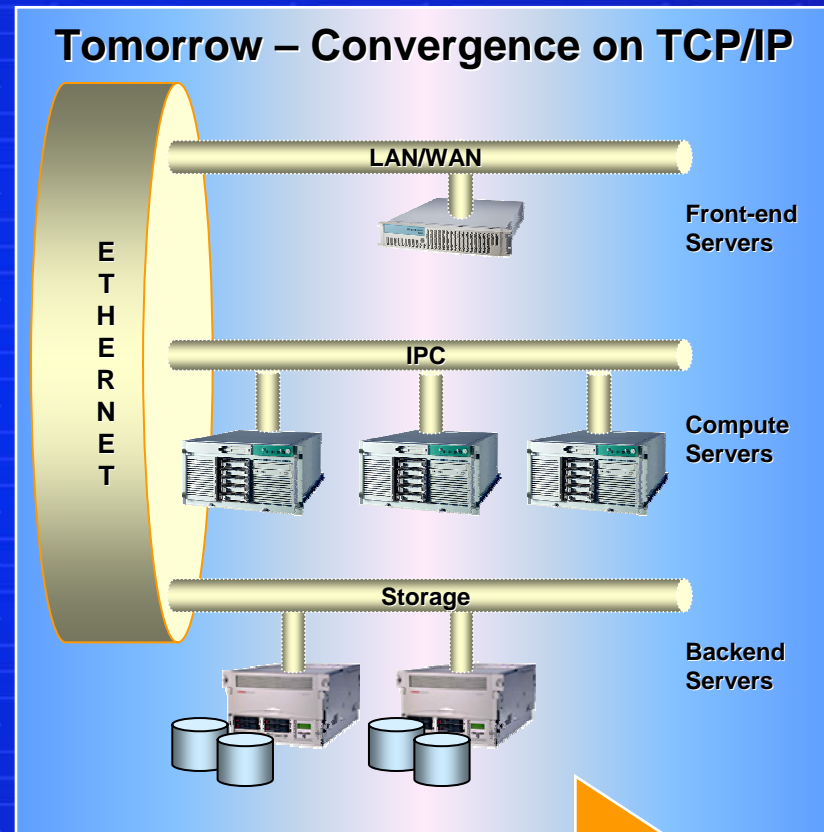 Tomorrow – Convergence on TCP/IP
LAN/WAN
Front-end
Servers
E
T
H
E
R
N
E
T
IPC
Compute
Servers
Storage
Backend
Servers